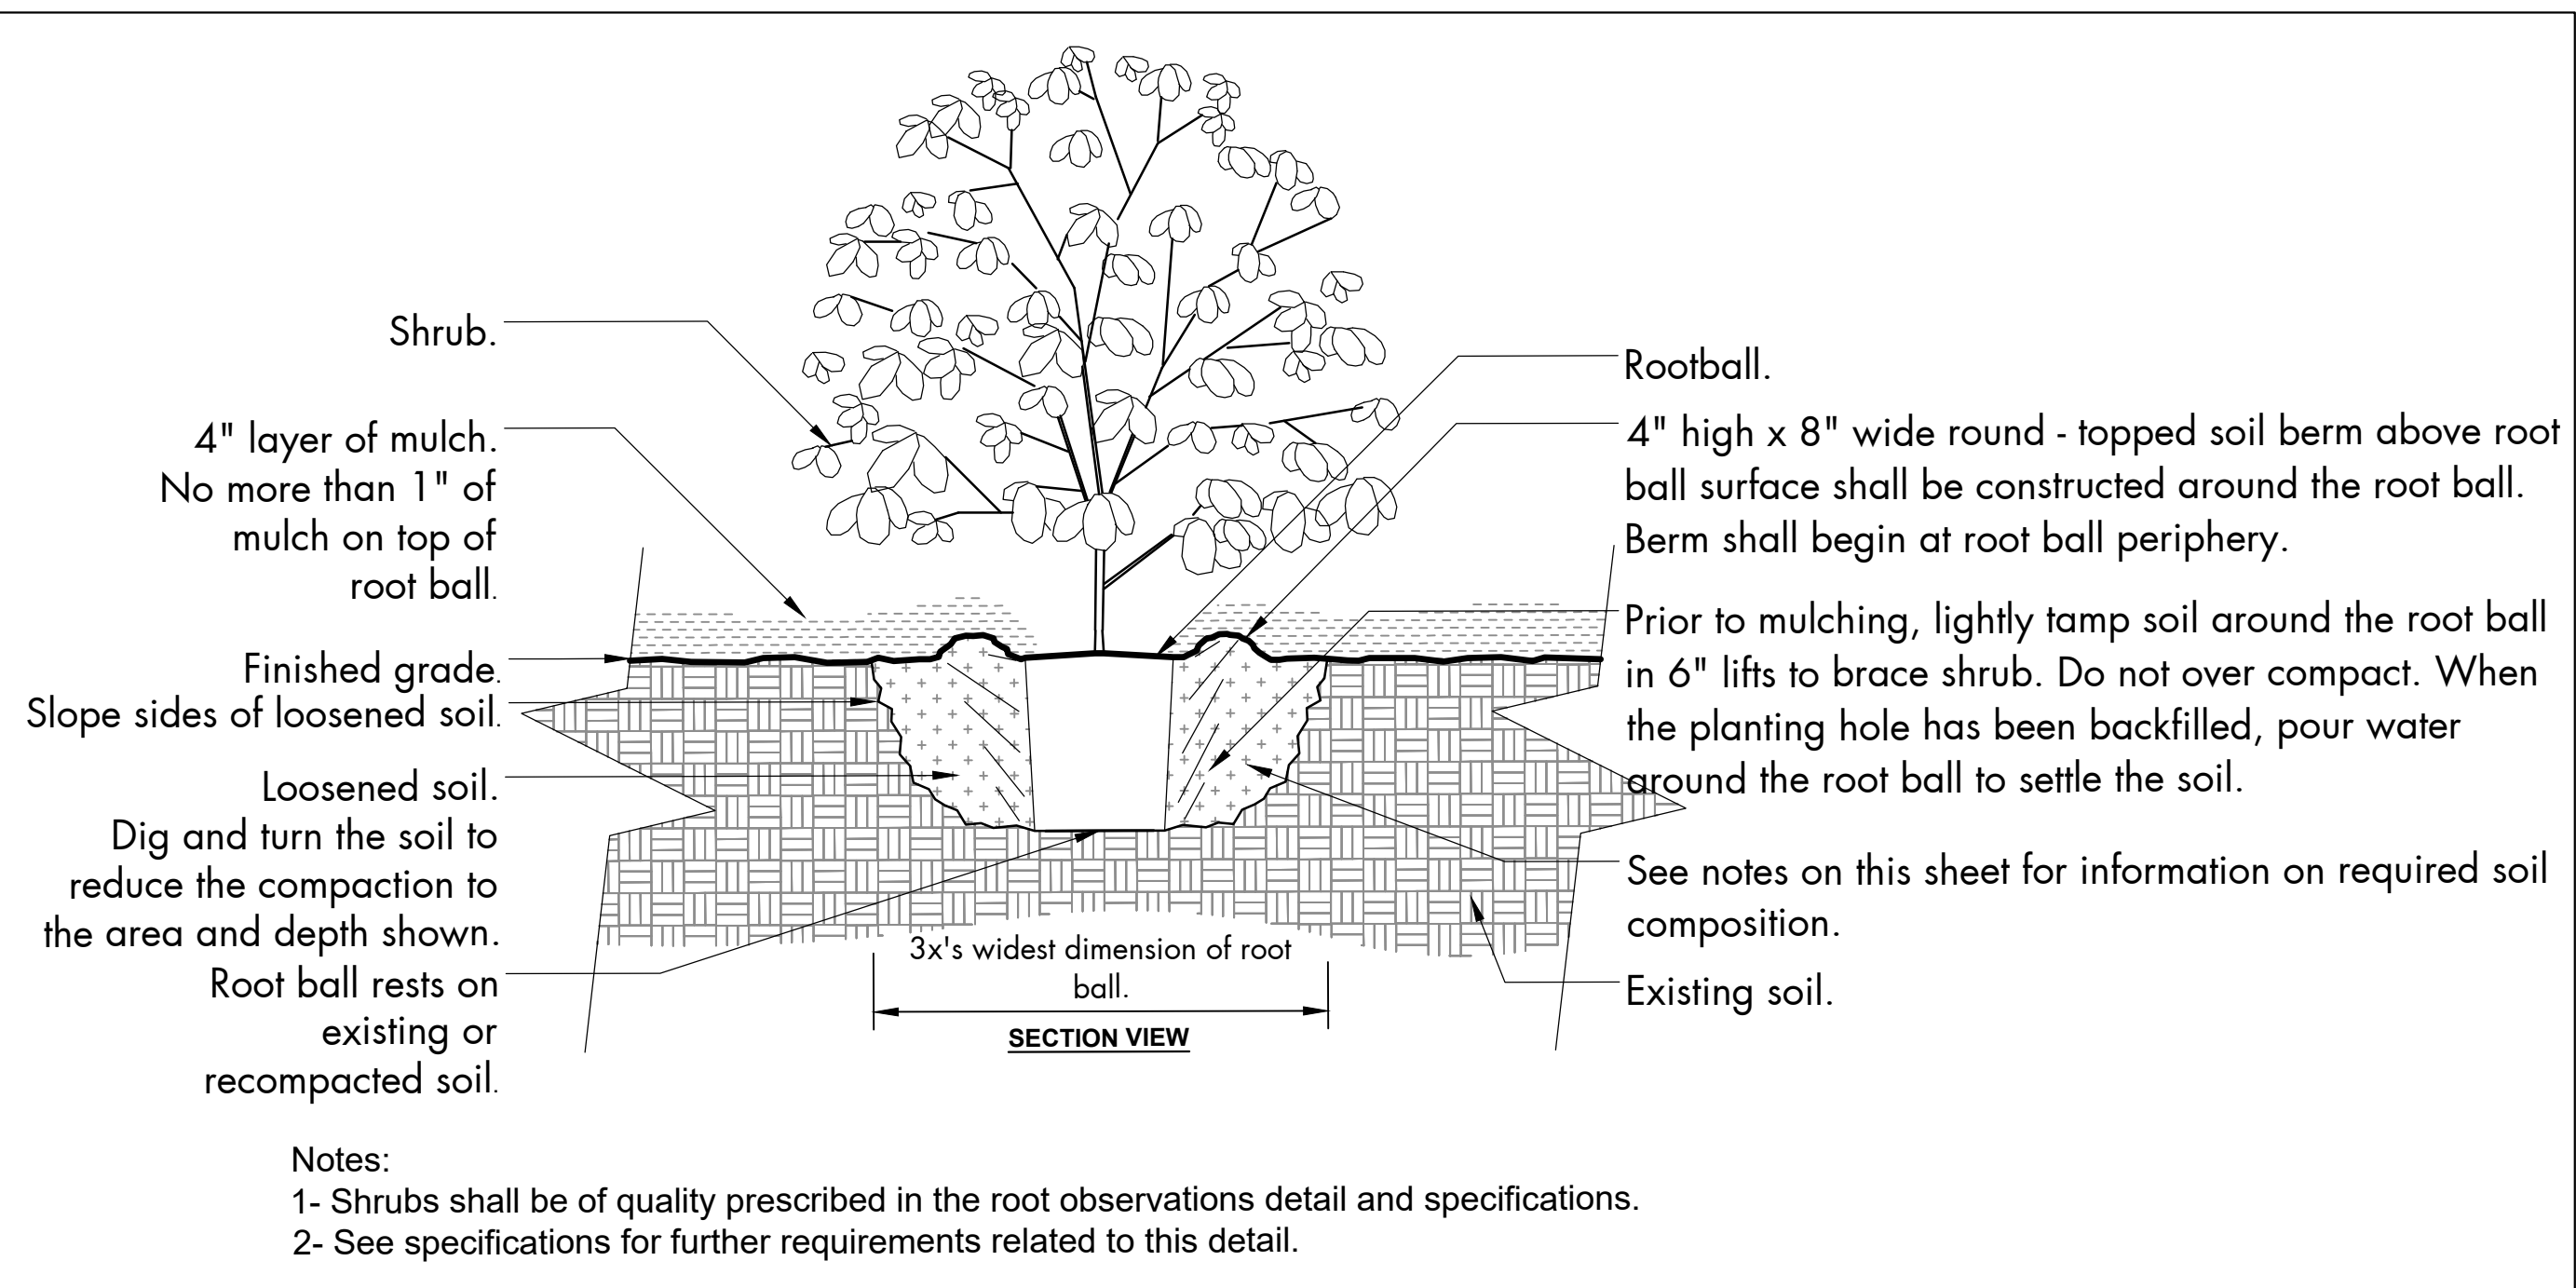 Shrub.
4" layer of mulch.
No more than 1" of
mulch on top of
root ball.
Finished grade.
Slope sides of loosened soil.
Loosened soil.
Dig and turn the soil to
reduce the compaction to
the area and depth shown.
Root ball rests on
existing or
recompacted soil.
Rootball.
4" high x 8" wide round - topped soil berm above root
ball surface shall be constructed around the root ball.
Berm shall begin at root ball periphery.
Prior to mulching, lightly tamp soil around the root ball
in 6" lifts to brace shrub. Do not over compact. When
the planting hole has been backfilled, pour water
around the root ball to settle the soil.
See notes on this sheet for information on required soil
composition.
Existing soil.
3x's widest dimension of root
ball.
SECTION VIEW
Notes:
1- Shrubs shall be of quality prescribed in the root observations detail and specifications.
2- See specifications for further requirements related to this detail.